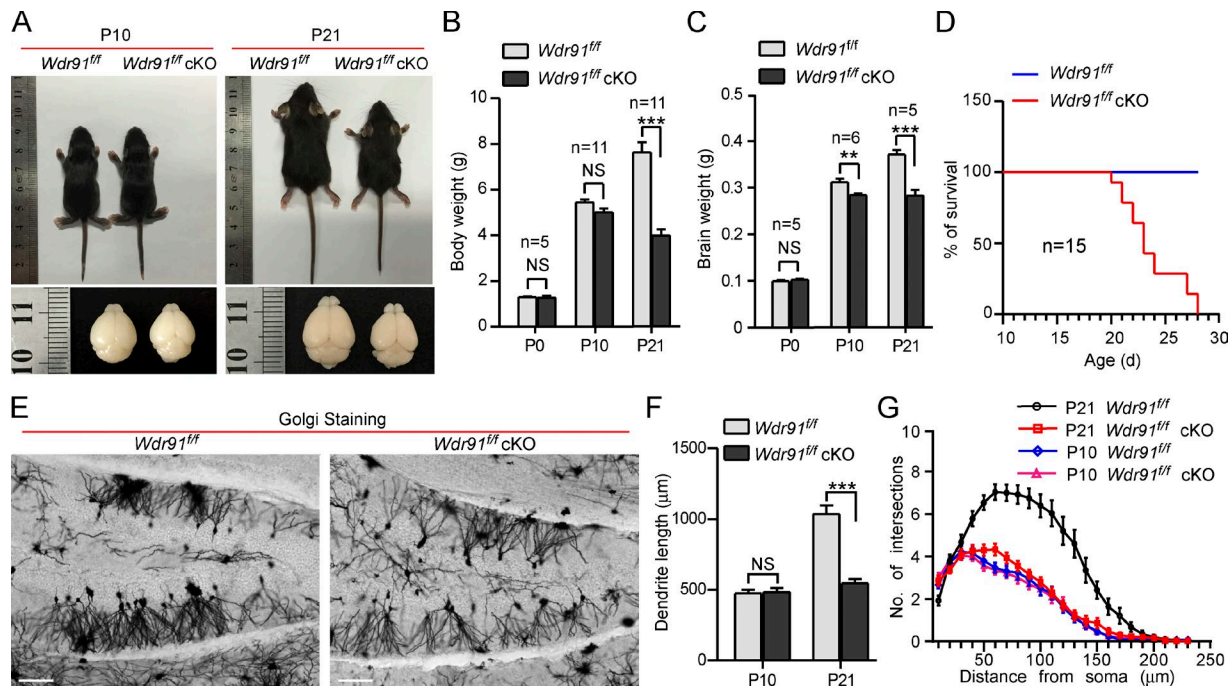 A
P10
P21
Wdr91f/f Wdr91f/f cKO
Wdr91f/f Wdr91f/f cKO
11
10
11
10
B
Wdr91f/f
Wdr91f/f cKO
Body weight (g)
10
8
6
4
2
0
n=5
NS
n=11
NS
n=11
***
P0 P10 P21
C
Wdr91f/f
Wdr91f/f cKO
Brain weight (g)
0.5
0.4
0.3
0.2
0.1
0.0
n=5
NS
n=6
**
n=5
***
P0 P10 P21
D
Wdr91f/f
Wdr91f/f cKO
% of survival
150
100
50
0
n=15
10 15 20 25 30
Age (d)
E
Golgi Staining
Wdr91f/f Wdr91f/f cKO
F
Wdr91f/f
Wdr91f/f cKO
Dendrite length (μm)
1500
1000
500
0
NS
***
P10 P21
G
P21 Wdr91f/f
P21 Wdr91f/f cKO
P10 Wdr91f/f
P10 Wdr91f/f cKO
No. of intersections
10
8
6
4
2
0
50 100 150 200 250
Distance from soma (μm)